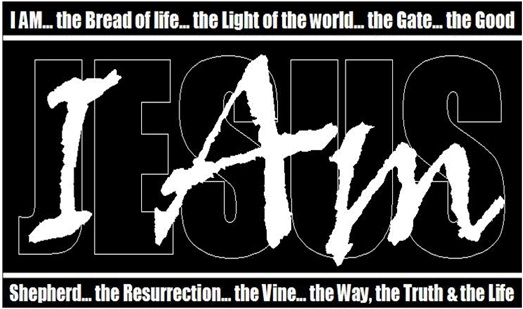 I AM... the Bread of life... the Light of the world... the Gate... the Good
JESUS
I Am
Shepherd... the Resurrection... the Vine... the Way, the Truth & the Life